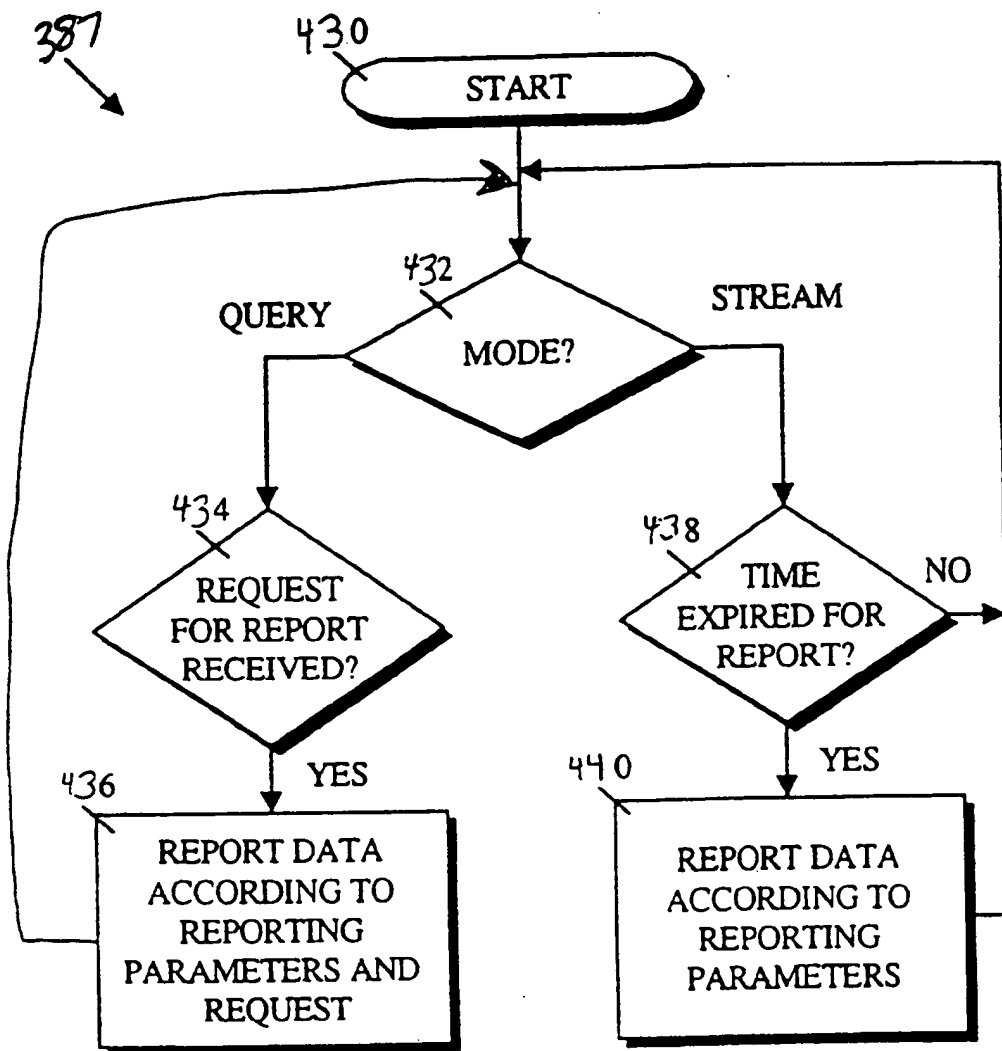 387
430
START
432
QUERY
STREAM
MODE?
434
REQUEST
FOR REPORT
RECEIVED?
438
TIME
EXPIRED FOR
REPORT?
NO
YES
YES
436
REPORT DATA
ACCORDING TO
REPORTING
PARAMETERS AND
REQUEST
440
REPORT DATA
ACCORDING TO
REPORTING
PARAMETERS